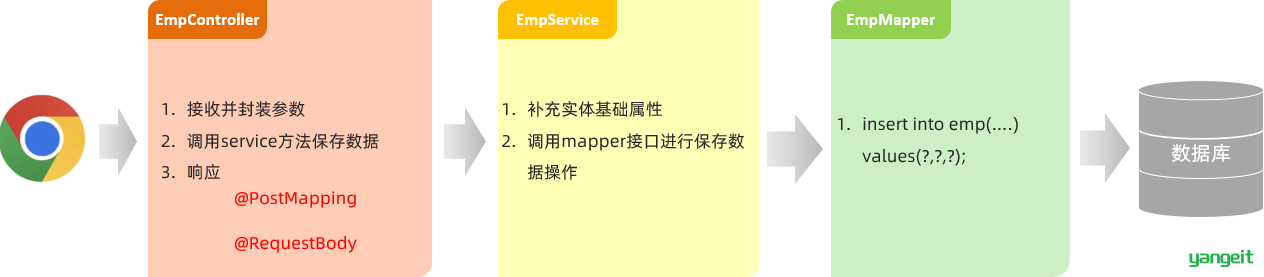 EmpController
1. 接收并封装参数
2. 调用service方法保存数据
3. 响应
@PostMapping
@RequestBody
EmpService
1. 补充实体基础属性
2. 调用mapper接口进行保存数
据操作
EmpMapper
1. insert into emp(....)
values(?,?,?);
数据库
yangeit